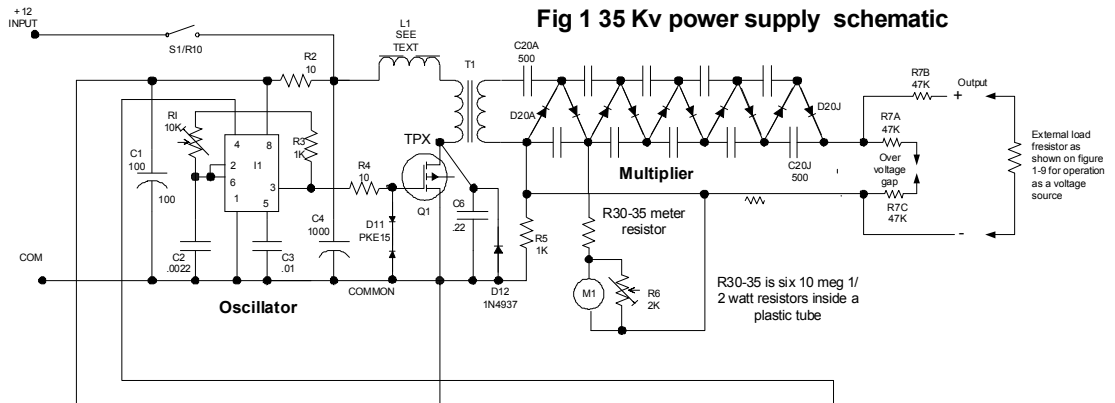 Fig 1 35 Kv power supply schematic
+12
INPUT
S1/R10
L1
SEE
TEXT
R2
10
T1
C20A
500
D20A
D20J
C20J
500
Multiplier
R7B
47K
Output
+
R7A
47K
Over
voltage
gap
R7C
47K
-
External load
fresistor as
shown on figure
1-9 for operation
as a voltage
source
RI
10K
R3
1K
C1
100
100
4
8
2
I1
6
3
1
5
R4
10
TPX
Q1
C6
.22
D11
PKE15
C4
1000
C2
.0022
C3
.01
COM
Oscillator
COMMON
D12
1N4937
R5
1K
R30-35 meter
resistor
M1
R6
2K
R30-35 is six 10 meg 1/
2 watt resistors inside a
plastic tube